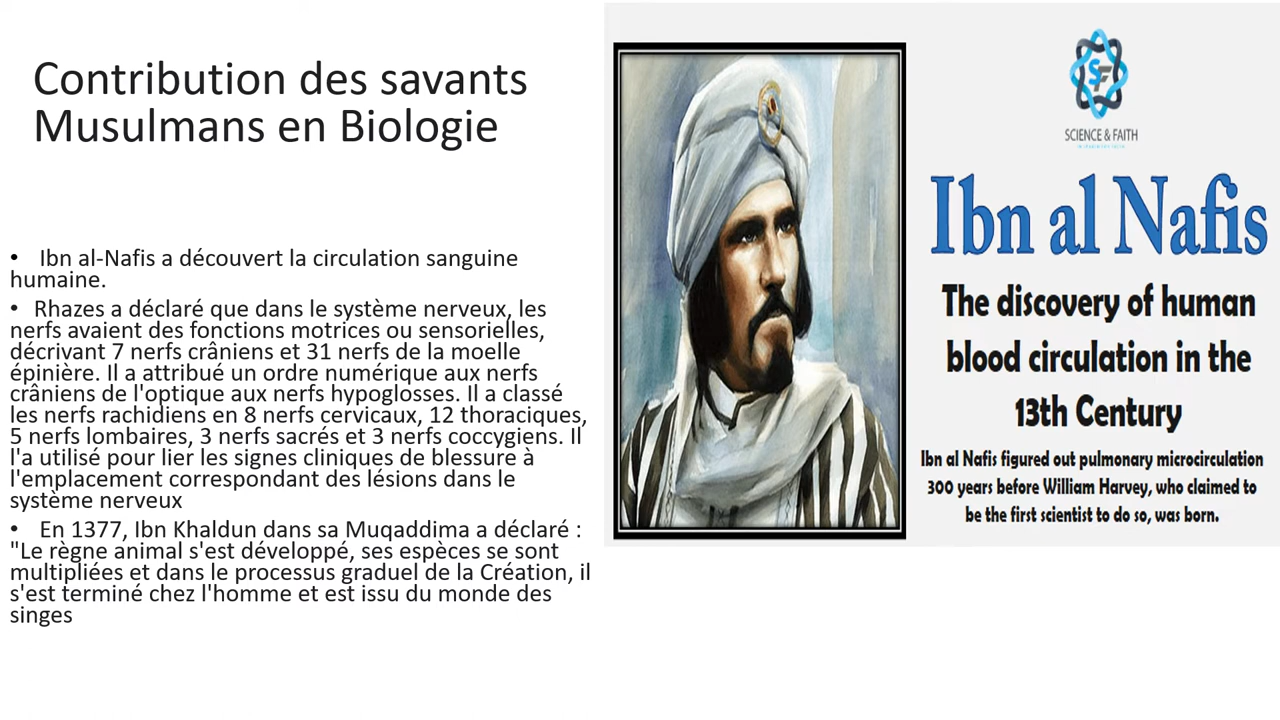 Contribution des savants
Musulmans en Biologie
• Ibn al-Nafis a découvert la circulation sanguine
humaine.
• Rhazes a déclaré que dans le système nerveux, les
nerfs avaient des fonctions motrices ou sensorielles,
décrivant 7 nerfs crâniens et 31 nerfs de la moelle
épinière. Il a attribué un ordre numérique aux nerfs
crâniens de l'optique aux nerfs hypoglosses. Il a classé
les nerfs rachidiens en 8 nerfs cervicaux, 12 thoraciques,
5 nerfs lombaires, 3 nerfs sacrés et 3 nerfs coccygiens. Il
l'a utilisé pour lier les signes cliniques de blessure à
l'emplacement correspondant des lésions dans le
système nerveux
• En 1377, Ibn Khaldun dans sa Muqaddima a déclaré :
"Le règne animal s'est développé, ses espèces se sont
multipliées et dans le processus graduel de la Création, il
s'est terminé chez l'homme et est issu du monde des
singes
SF
SCIENCE & FAITH
Ibn al Nafis
The discovery of human
blood circulation in the
13th Century
Ibn al Nafis figured out pulmonary microcirculation
300 years before William Harvey, who claimed to
be the first scientist to do so, was born.